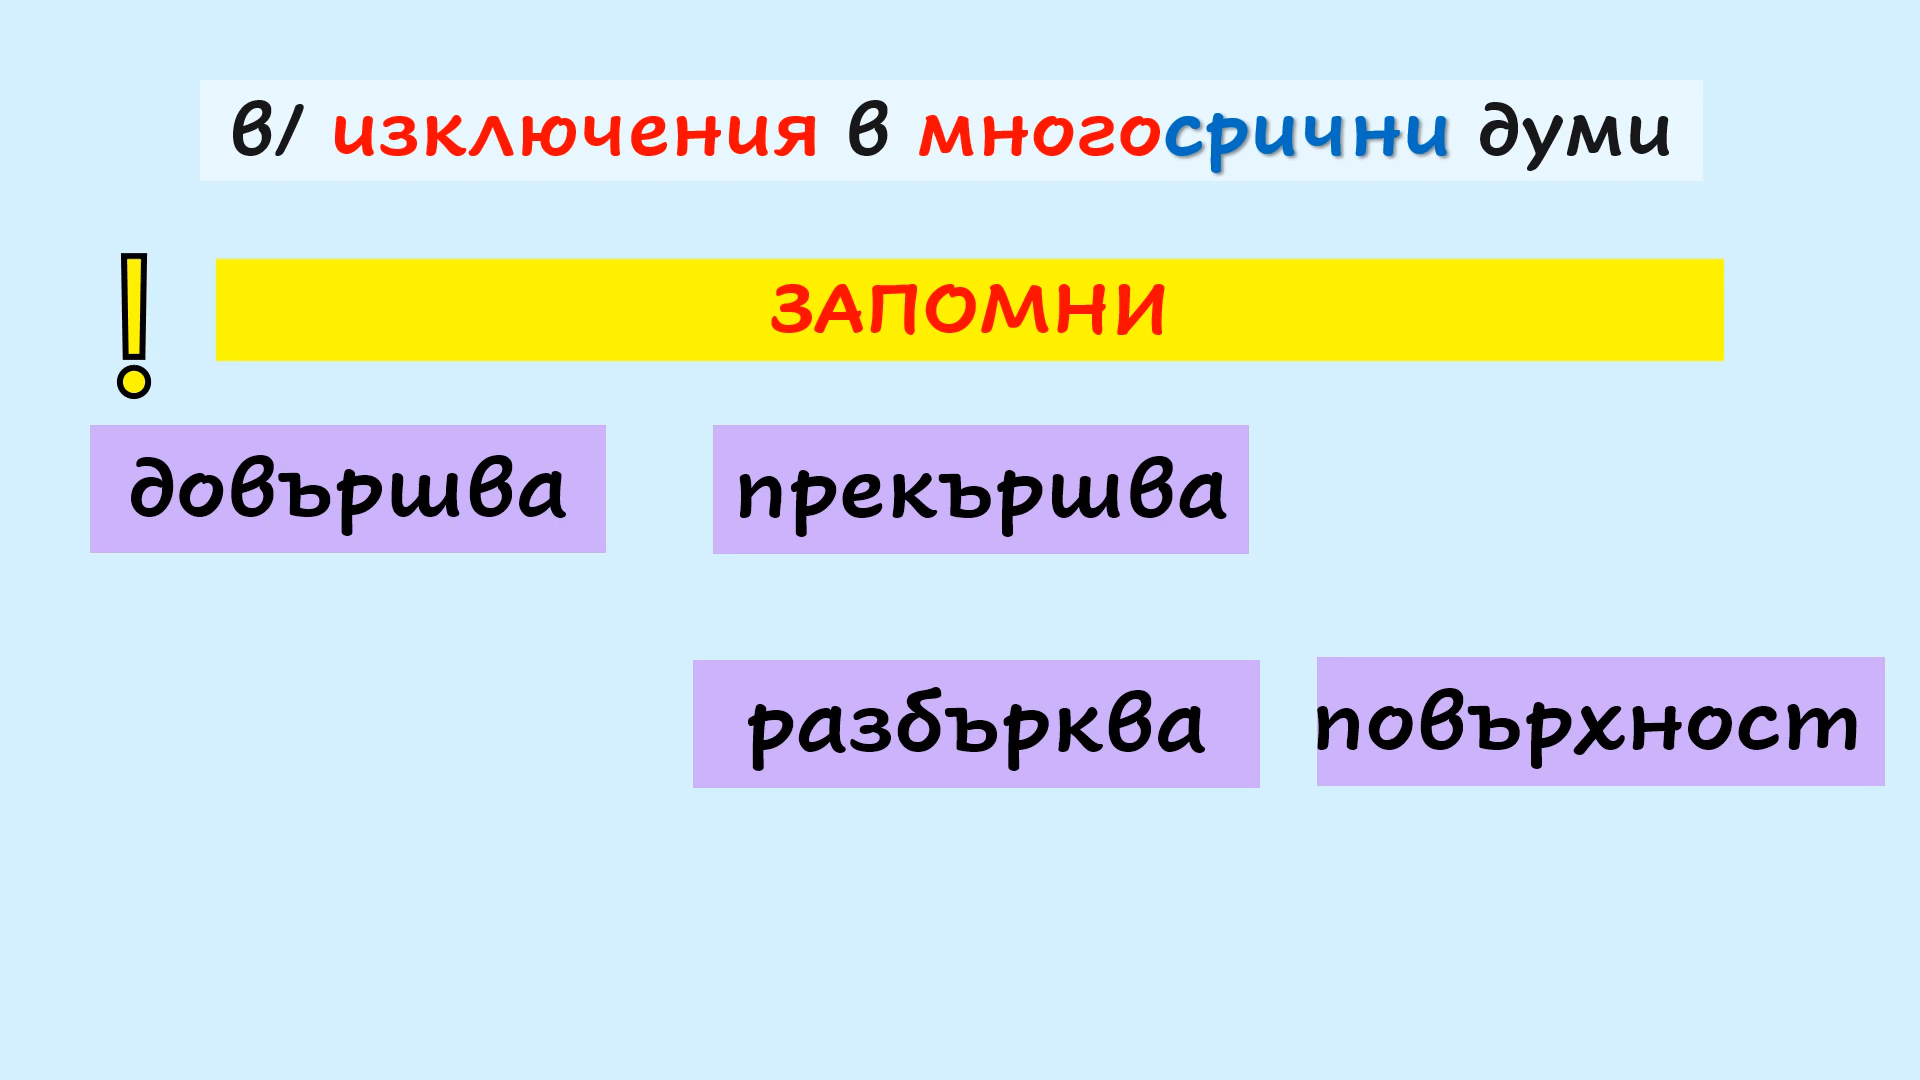 в/ изключения в многосрични думи
!
ЗАПОМНИ
довършва прекършва
разбърква повърхност